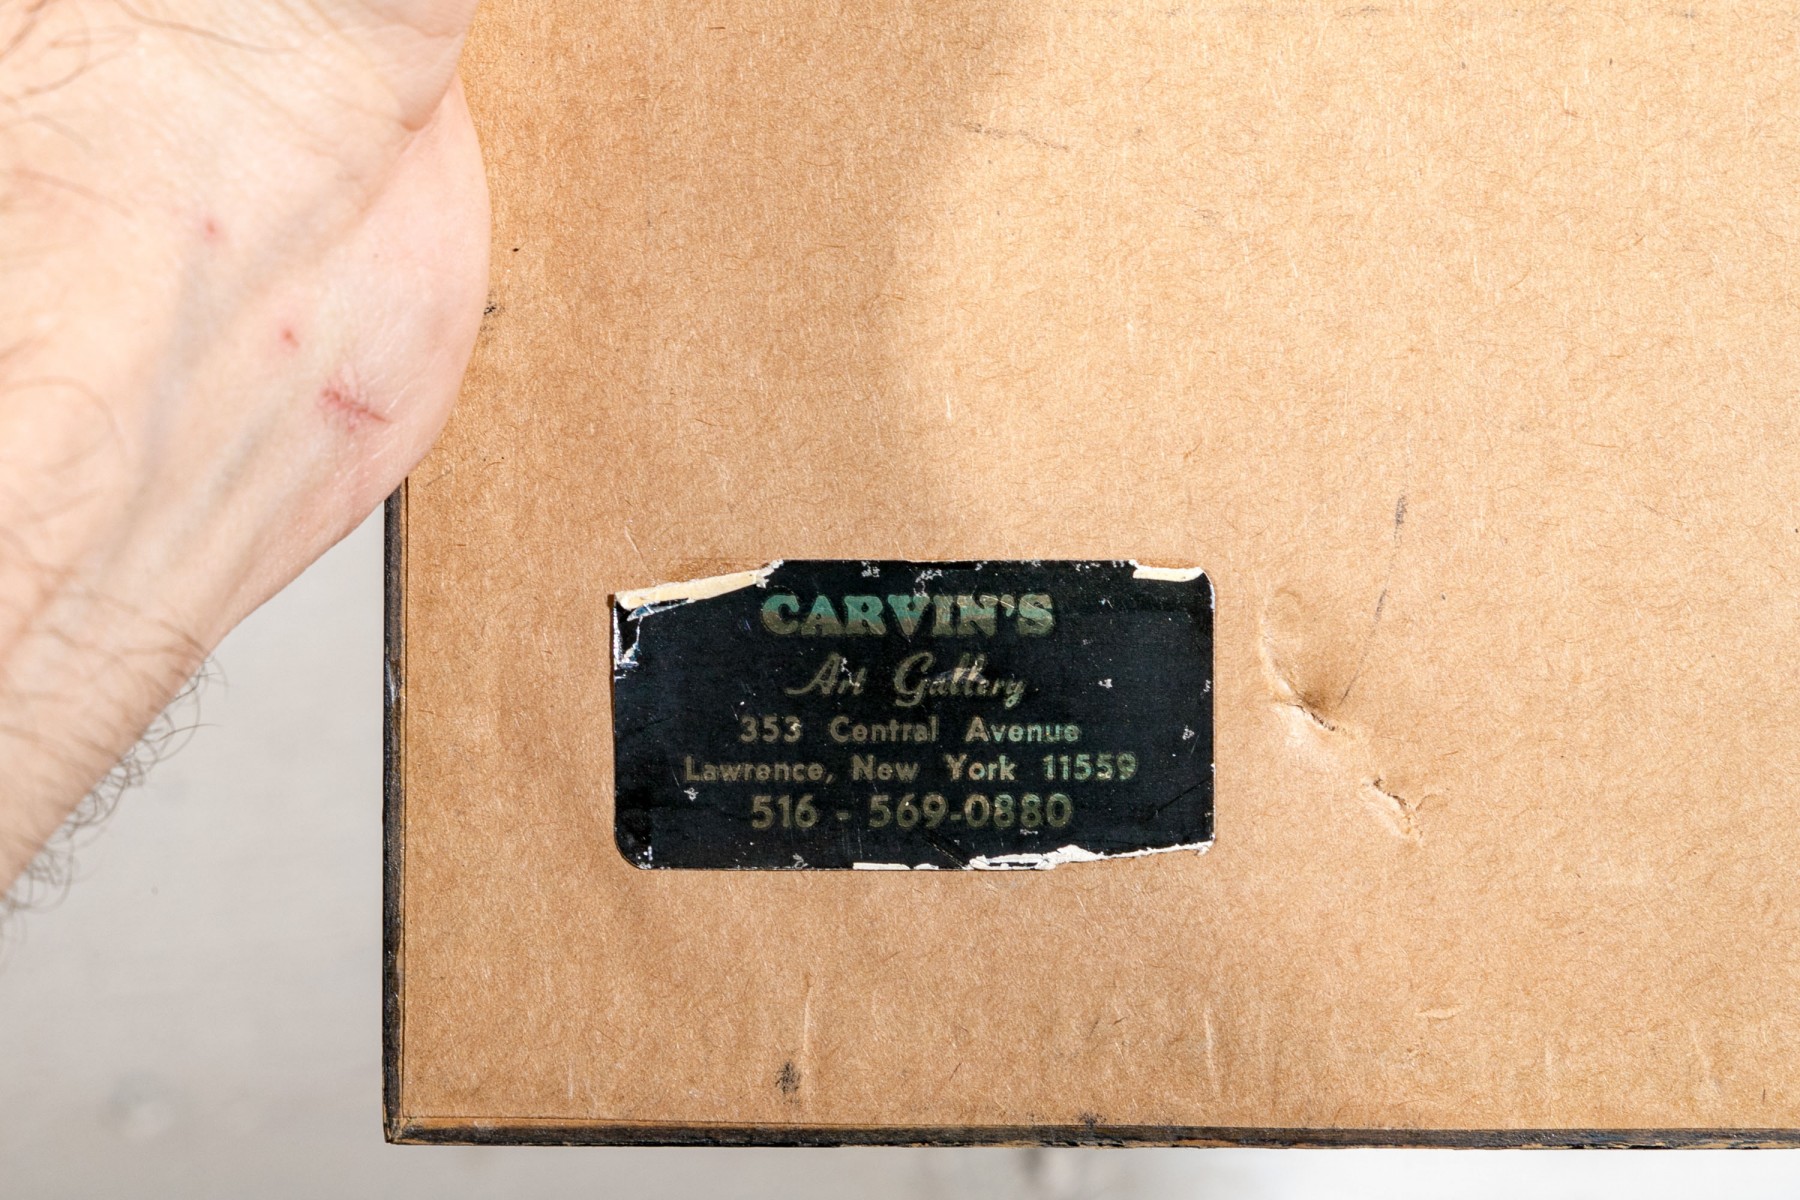 CARVIN'S
Art Gallery
353 Central Avenue
Lawrence, New York 11559
516 - 569-0880